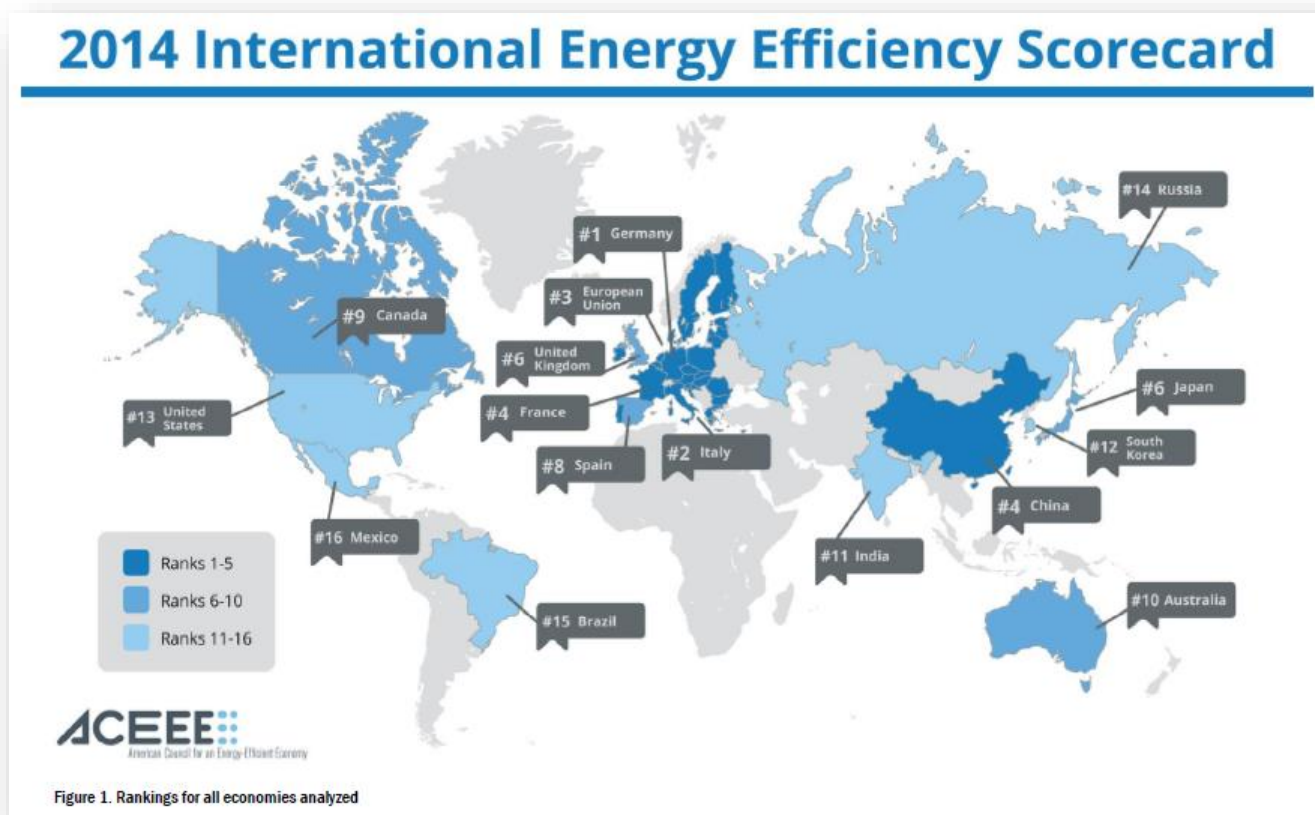 2014 International Energy Efficiency Scorecard
#14 Russia
#1 Germany
#3 European
Union
#9 Canada
#6 United
Kingdom
#6 Japan
#13 United
States
#4 France
#12 South
Korea
#8 Spain
#2 Italy
#4 China
#16 Mexico
#11 India
#15 Brazil
#10 Australia
Ranks 1-5
Ranks 6-10
Ranks 11-16
ACEEE
American Council for an Energy-Efficient Economy
Figure 1. Rankings for all economies analyzed